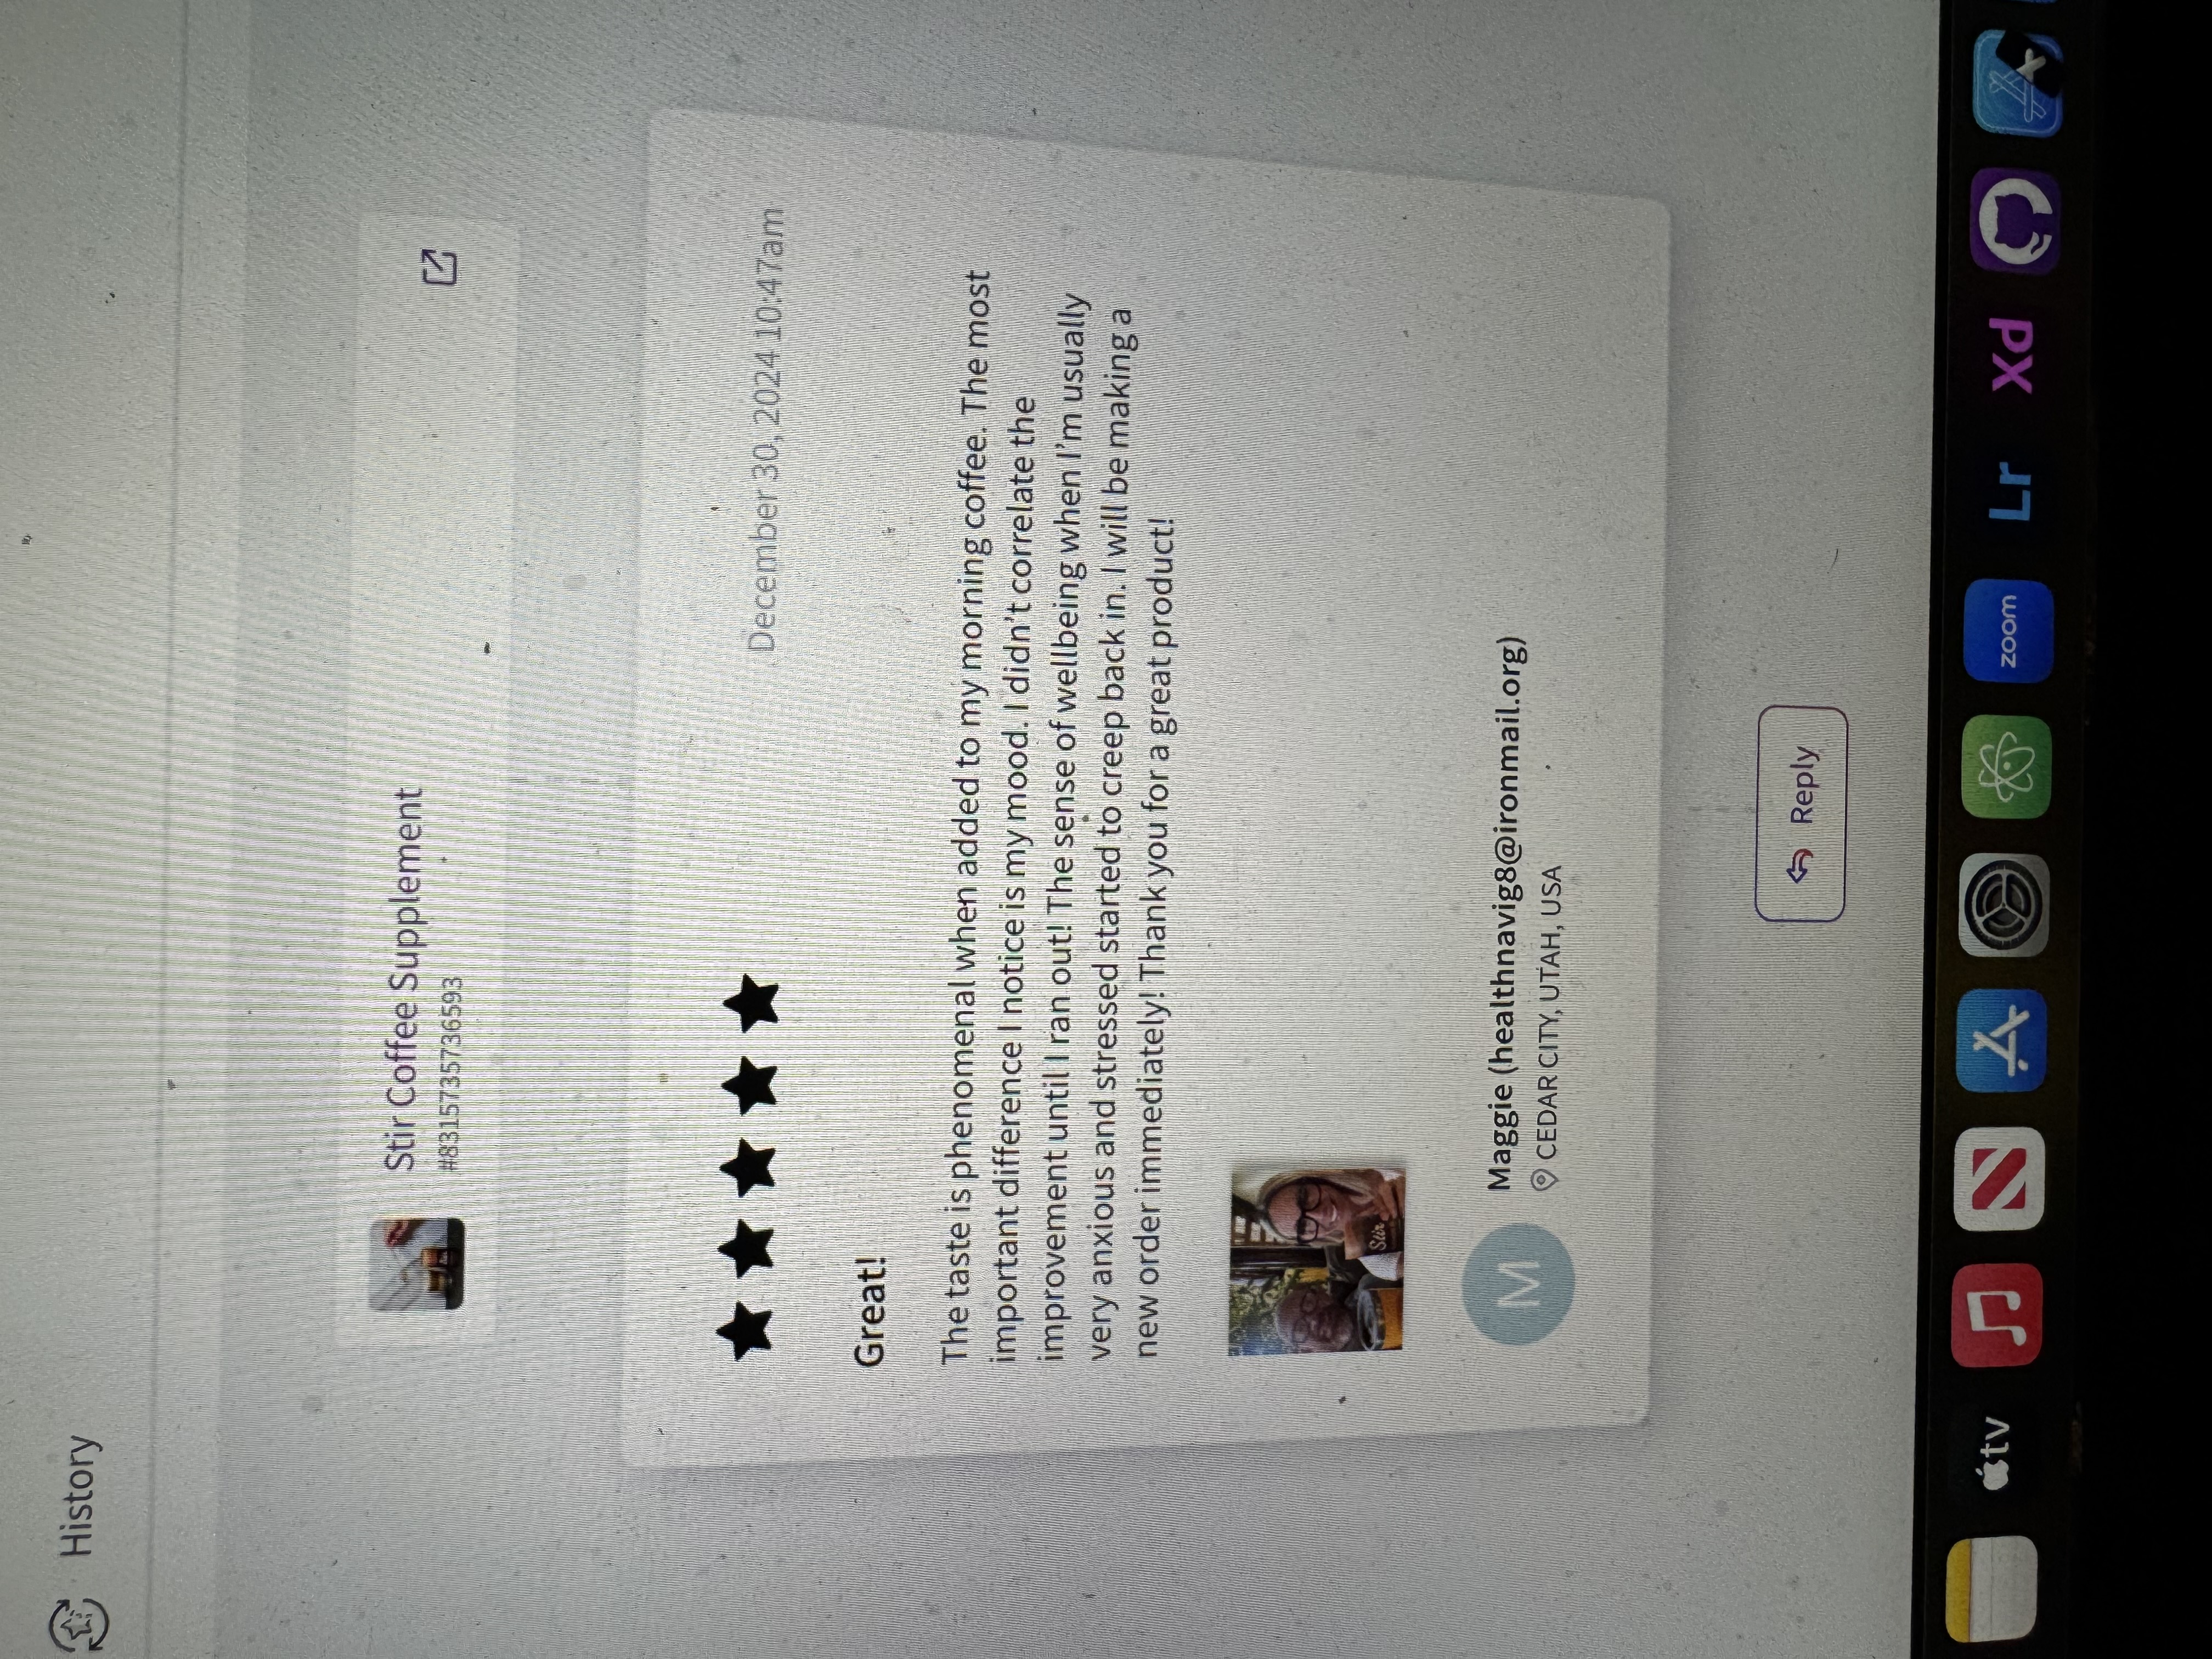 History
Stir Coffee Supplement
#8315735736593
December 30, 2024 10:47am
Great!
The taste is phenomenal when added to my morning coffee. The most
important difference I notice is my mood. I didn't correlate the
improvement until I ran out! The sense of wellbeing when I'm usually
very anxious and stressed started to creep back in. I will be making a
new order immediately! Thank you for a great product!
Stir
M
Maggie (healthnavig8@ironmail.org)
CEDAR CITY, UTAH, USA
Reply
tv
zoom
Lr
Xd